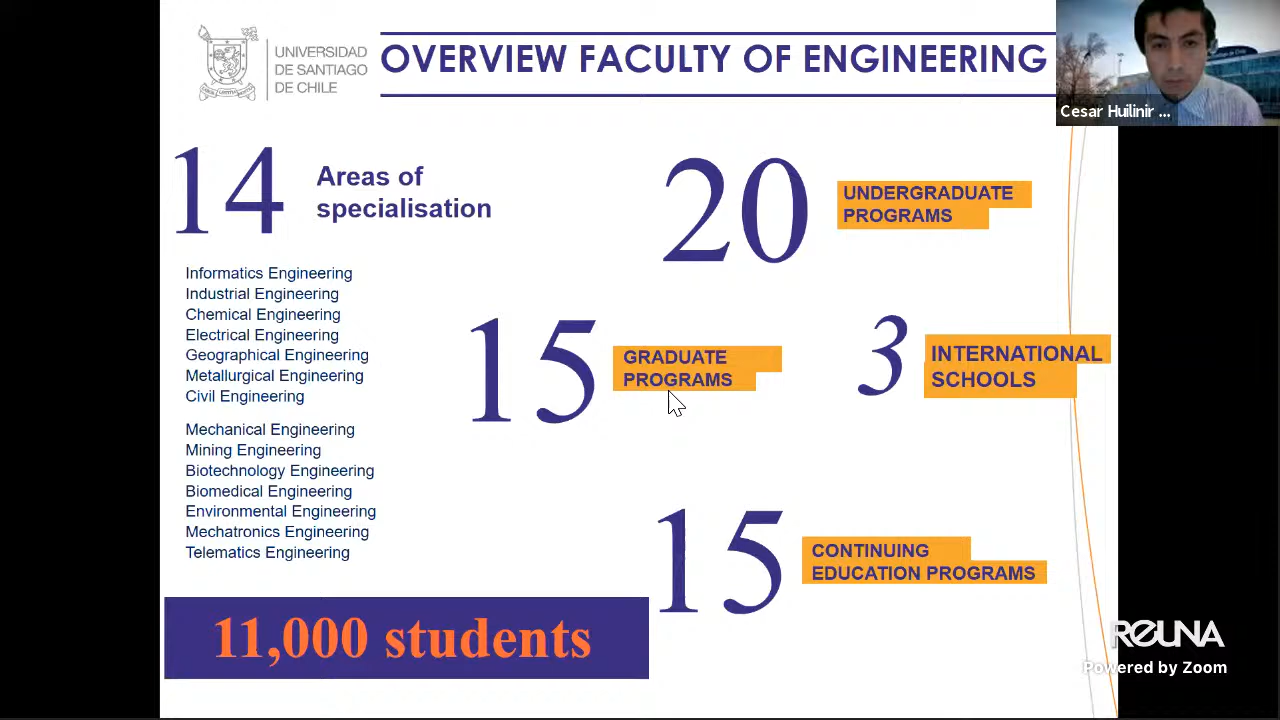 UNIVERSIDAD
DE SANTIAGO
DE CHILE
OVERVIEW FACULTY OF ENGINEERING
Cesar Huilinir ...
14
Areas of
specialisation
Informatics Engineering
Industrial Engineering
Chemical Engineering
Electrical Engineering
Geographical Engineering
Metallurgical Engineering
Civil Engineering
Mechanical Engineering
Mining Engineering
Biotechnology Engineering
Biomedical Engineering
Environmental Engineering
Mechatronics Engineering
Telematics Engineering
20
UNDERGRADUATE
PROGRAMS
15
GRADUATE
PROGRAMS
3
INTERNATIONAL
SCHOOLS
15
CONTINUING
EDUCATION PROGRAMS
11,000 students
REUNA
Powered by Zoom